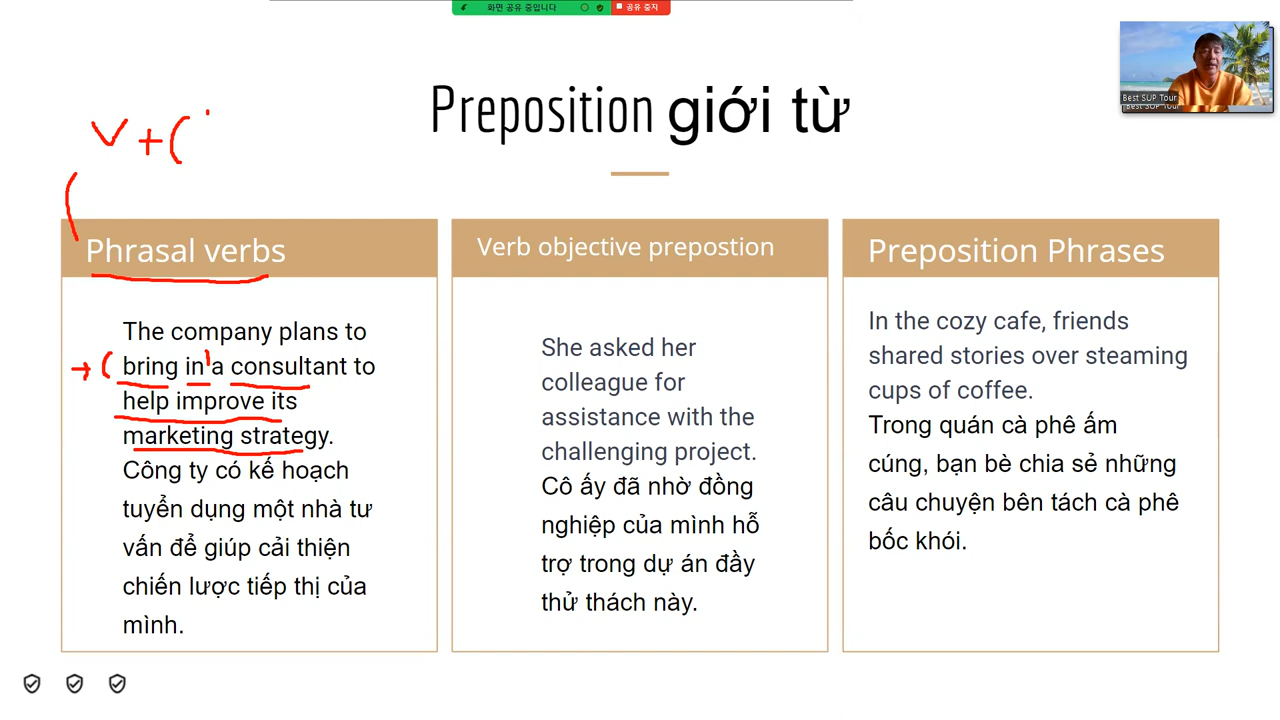 화면 공유 중입니다
공유 중지
Best SUP Tour
Best SUP Tour
Preposition giới từ
V + (
Phrasal verbs
The company plans to
bring in a consultant to
help improve its
marketing strategy.
Công ty có kế hoạch
tuyển dụng một nhà tư
vấn để giúp cải thiện
chiến lược tiếp thị của
mình.
Verb objective prepostion
She asked her
colleague for
assistance with the
challenging project.
Cô ấy đã nhờ đồng
nghiệp của mình hỗ
trợ trong dự án đầy
thử thách này.
Preposition Phrases
In the cozy cafe, friends
shared stories over steaming
cups of coffee.
Trong quán cà phê ấm
cúng, bạn bè chia sẻ những
câu chuyện bên tách cà phê
bốc khói.